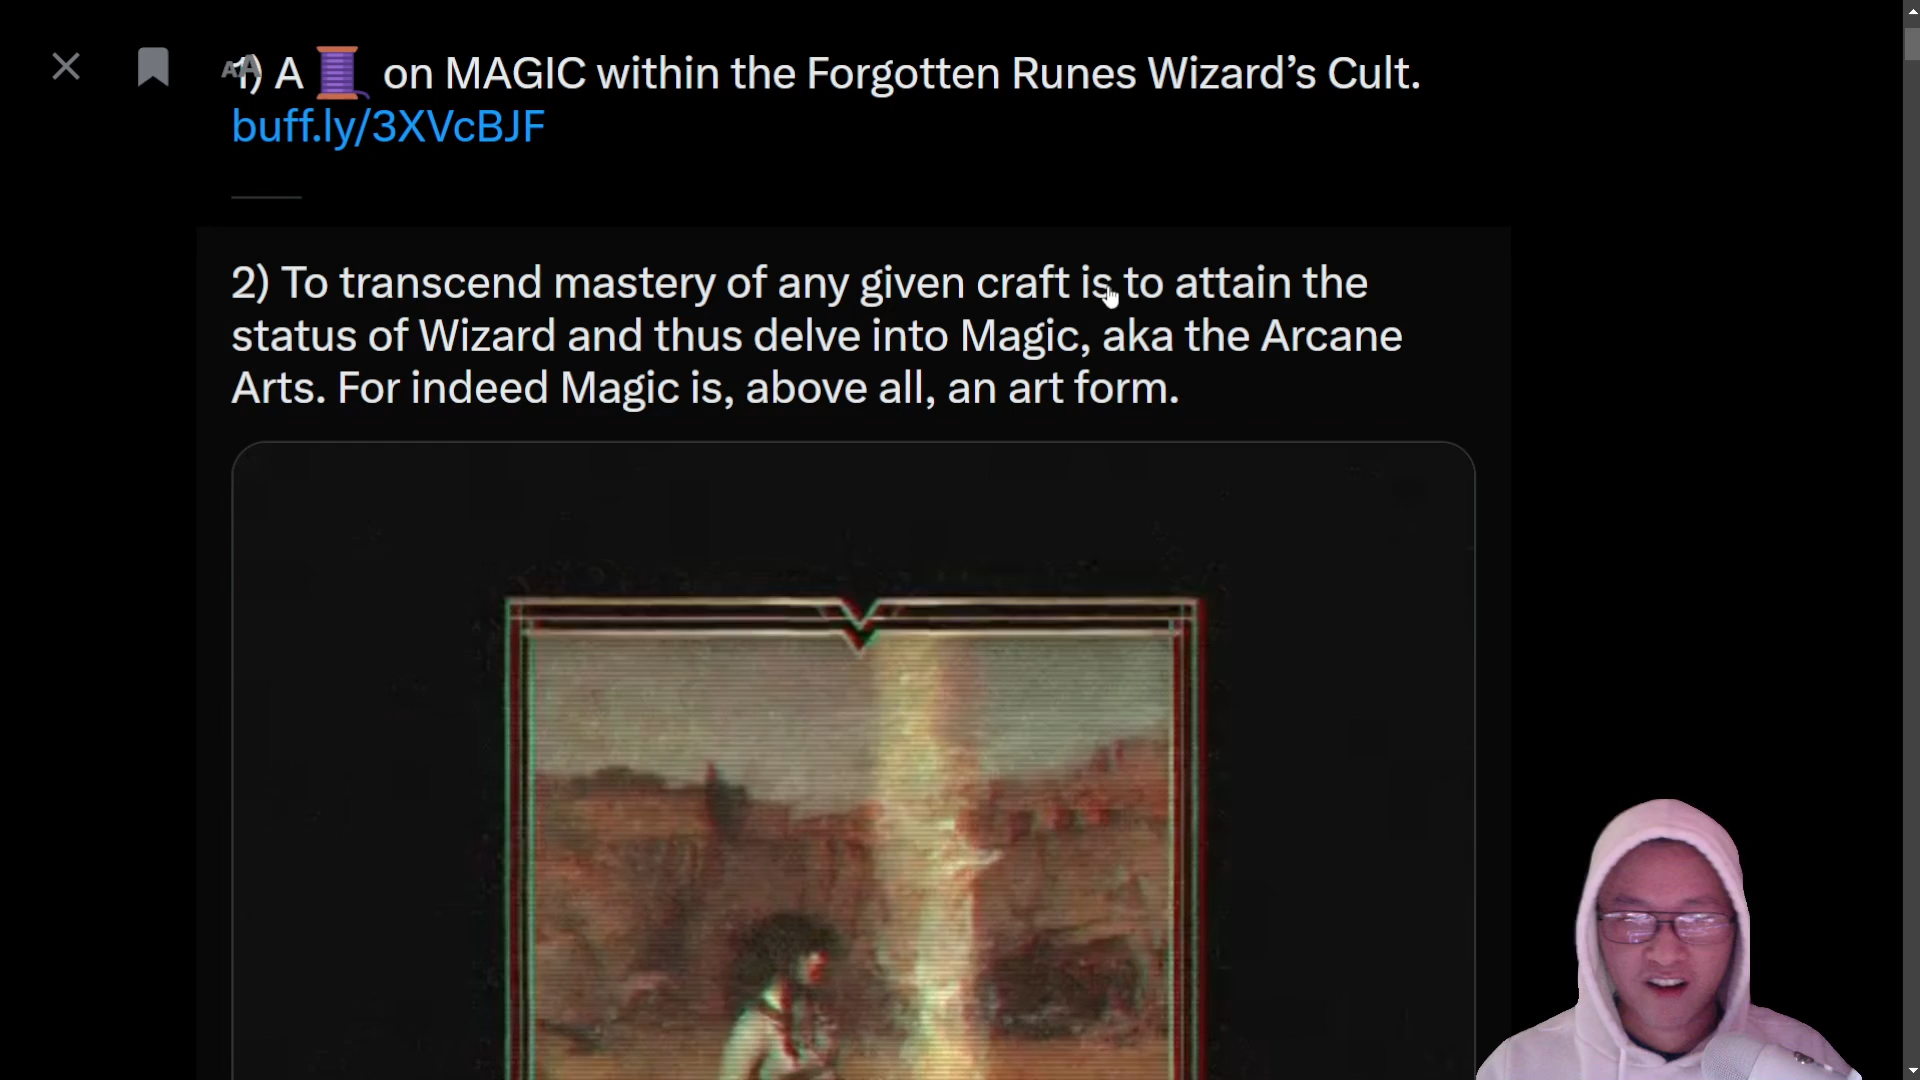 1) A 🧵 on MAGIC within the Forgotten Runes Wizard’s Cult.
buff.ly/3XVcBJF
2) To transcend mastery of any given craft is to attain the
status of Wizard and thus delve into Magic, aka the Arcane
Arts. For indeed Magic is, above all, an art form.